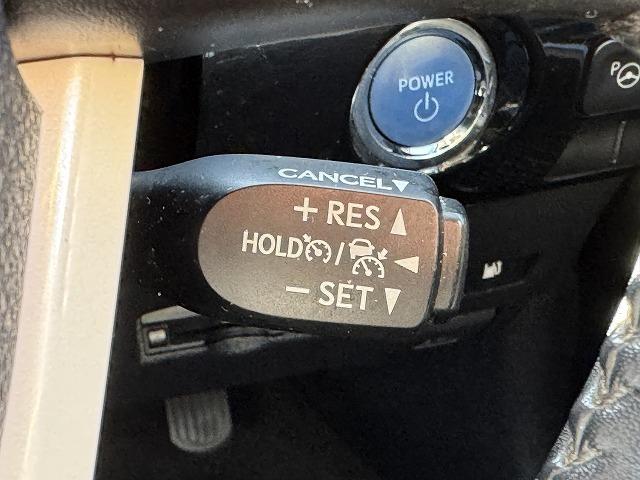 POWER
P
CANCEL▼
+ RES ▲
HOLD / ◀
− SET ▼